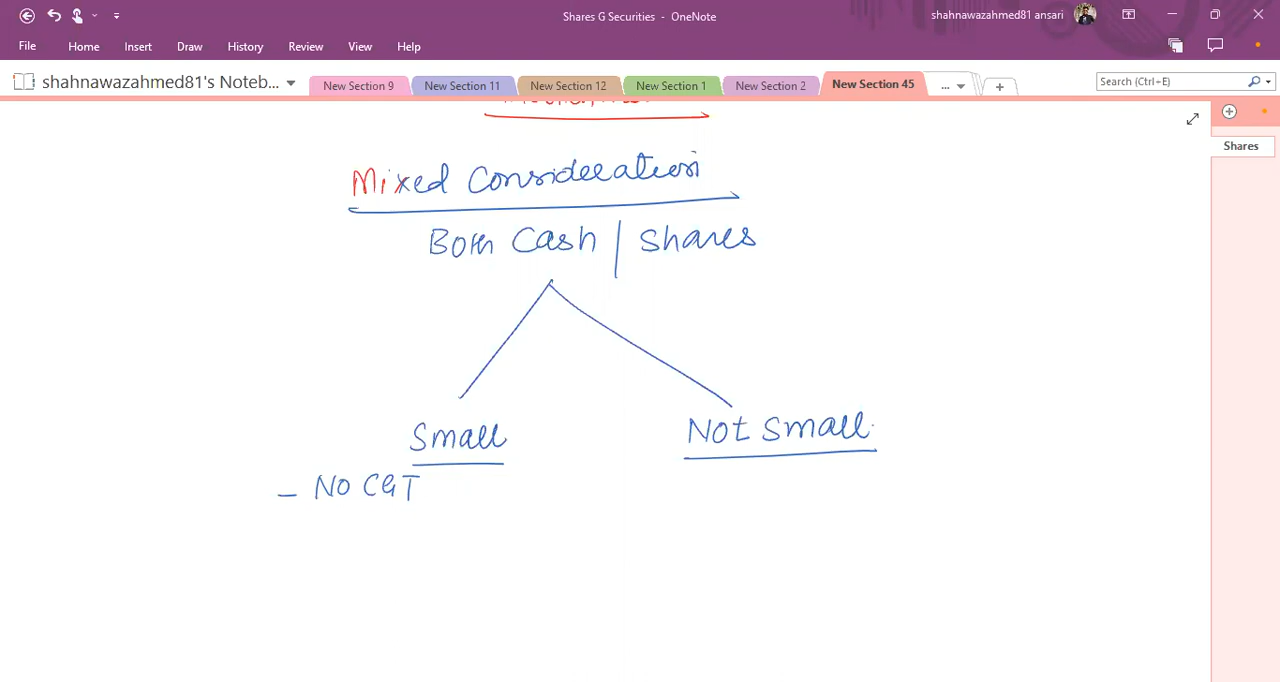 Shares G Securities - OneNote
shahnawazahmed81 ansari
File Home Insert Draw History Review View Help
shahnawazahmed81's Noteb...
New Section 9
New Section 11
New Section 12
New Section 1
New Section 2
New Section 45
...
Search (Ctrl+E)
Shares
Mixed Consideration
Both Cash | Shares
Small
Not Small
- No CGT